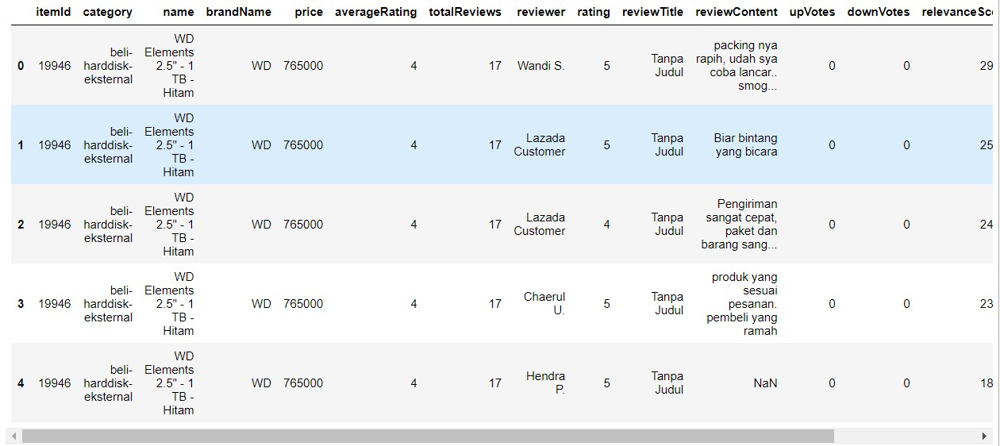 itemId category name brandName price averageRating totalReviews reviewer rating reviewTitle reviewContent upVotes downVotes relevanceSc
0 19946 beli-harddisk-eksternal WD Elements 2.5" - 1 TB - Hitam WD 765000 4 17 Wandi S. 5 Tanpa Judul packing nya rapih, udah sya coba lancar.. smog... 0 0 29
1 19946 beli-harddisk-eksternal WD Elements 2.5" - 1 TB - Hitam WD 765000 4 17 Lazada Customer 5 Tanpa Judul Biar bintang yang bicara 0 0 25
2 19946 beli-harddisk-eksternal WD Elements 2.5" - 1 TB - Hitam WD 765000 4 17 Lazada Customer 4 Tanpa Judul Pengiriman sangat cepat, paket dan barang sang... 0 0 24
3 19946 beli-harddisk-eksternal WD Elements 2.5" - 1 TB - Hitam WD 765000 4 17 Chaerul U. 5 Tanpa Judul produk yang sesuai pesanan. pembeli yang ramah 0 0 23
4 19946 beli-harddisk-eksternal WD Elements 2.5" - 1 TB - Hitam WD 765000 4 17 Hendra P. 5 Tanpa Judul NaN 0 0 18